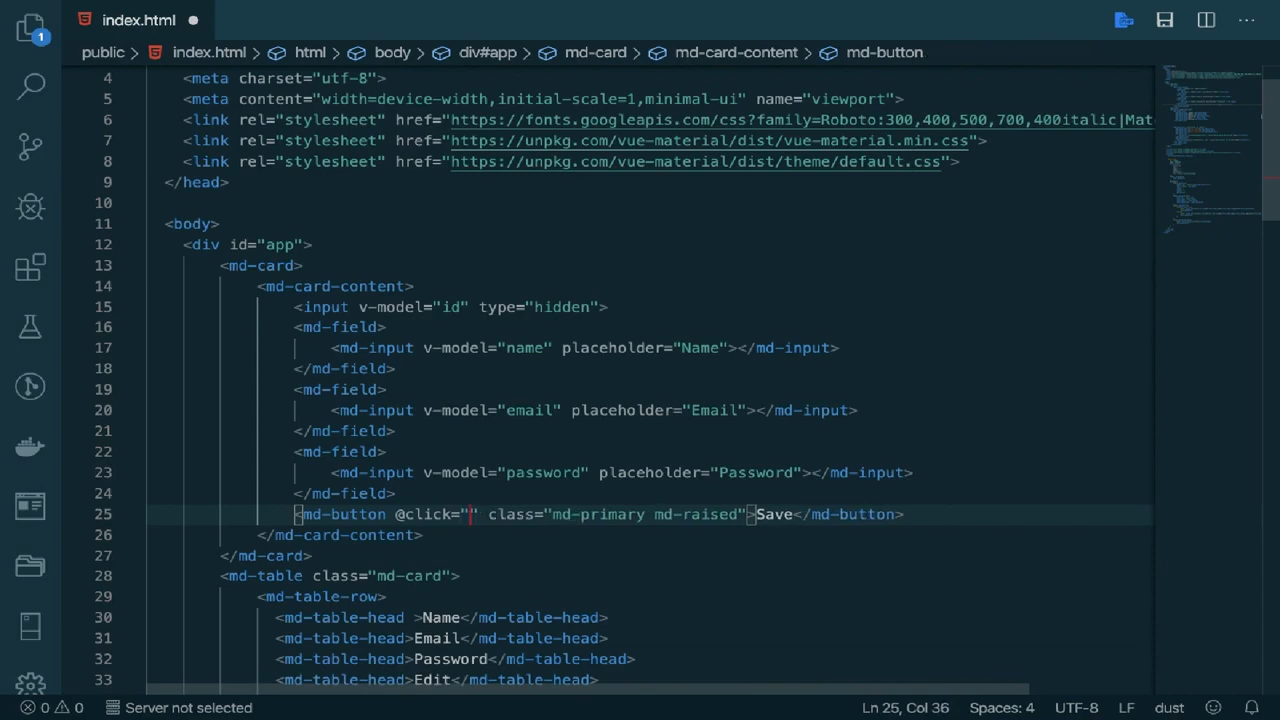 index.html
1
public > index.html > html > body > div#app > md-card > md-card-content > md-button
4 <meta charset="utf-8">
5 <meta content="width=device-width,initial-scale=1,minimal-ui" name="viewport">
6 <link rel="stylesheet" href="https://fonts.googleapis.com/css?family=Roboto:300,400,500,700,400italic|Mate
7 <link rel="stylesheet" href="https://unpkg.com/vue-material/dist/vue-material.min.css">
8 <link rel="stylesheet" href="https://unpkg.com/vue-material/dist/theme/default.css">
9 </head>
10
11 <body>
12 <div id="app">
13 <md-card>
14 <md-card-content>
15 <input v-model="id" type="hidden">
16 <md-field>
17 <md-input v-model="name" placeholder="Name"></md-input>
18 </md-field>
19 <md-field>
20 <md-input v-model="email" placeholder="Email"></md-input>
21 </md-field>
22 <md-field>
23 <md-input v-model="password" placeholder="Password"></md-input>
24 </md-field>
25 <md-button @click="" class="md-primary md-raised">Save</md-button>
26 </md-card-content>
27 </md-card>
28 <md-table class="md-card">
29 <md-table-row>
30 <md-table-head >Name</md-table-head>
31 <md-table-head>Email</md-table-head>
32 <md-table-head>Password</md-table-head>
33 <md-table-head>Edit</md-table-head>
0 0 Server not selected Ln 25, Col 36 Spaces: 4 UTF-8 LF dust